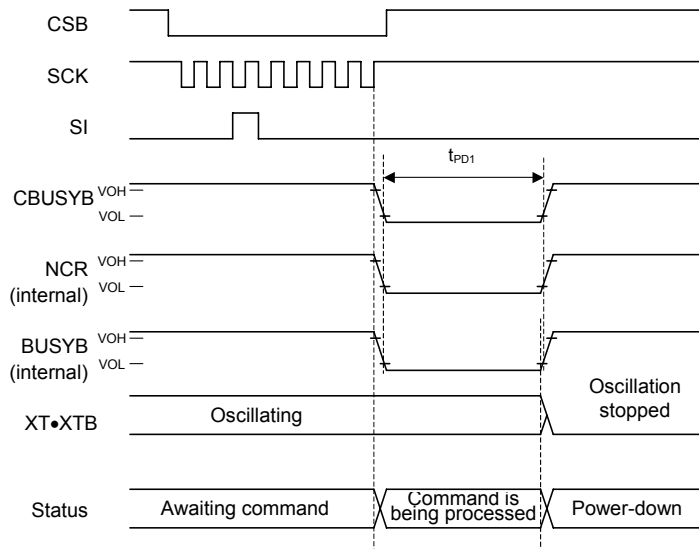 CSB
SCK
SI
tPD1
CBUSYB
VOH
VOL
NCR
(internal)
VOH
VOL
BUSYB
(internal)
VOH
VOL
XT•XTB
Oscillating
Oscillation
stopped
Status
Awaiting command
Command is
being processed
Power-down